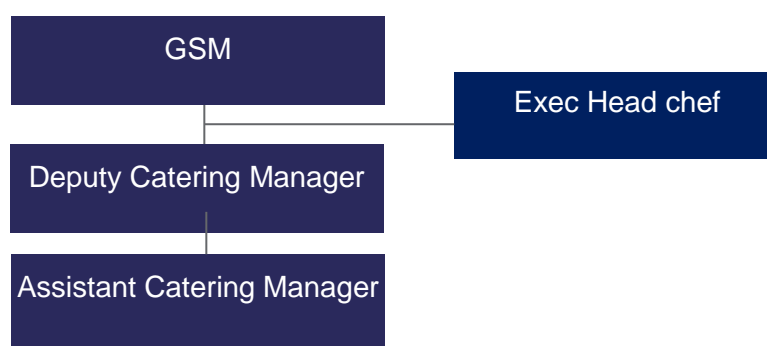 GSM
Exec Head chef
Deputy Catering Manager
Assistant Catering Manager